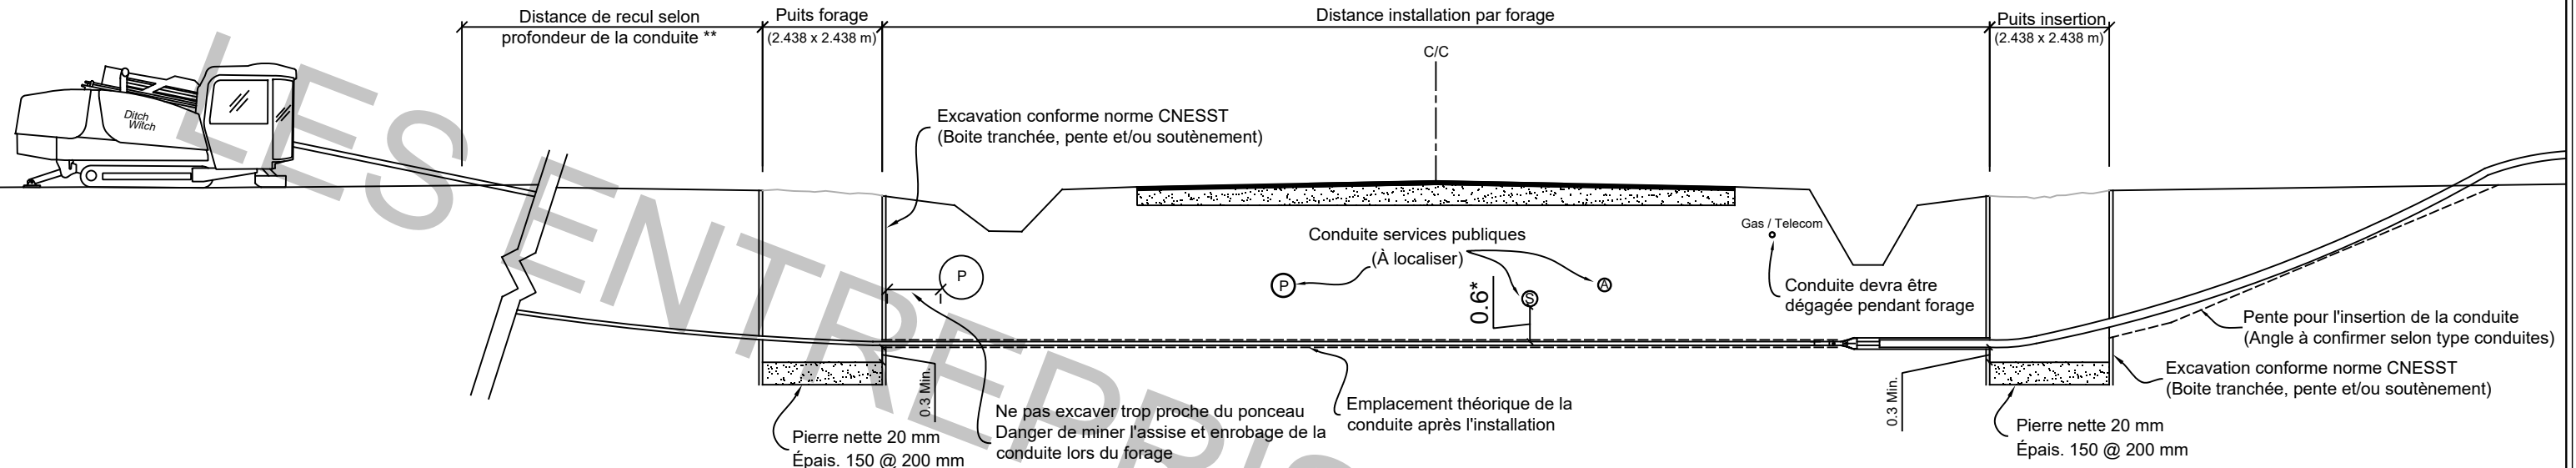 Distance de recul selon
profondeur de la conduite **
Puits forage
(2.438 x 2.438 m)
Distance installation par forage
Puits insertion
(2.438 x 2.438 m)
C/C
Ditch
Witch
Excavation conforme norme CNESST
(Boite tranchée, pente et/ou soutènement)
Conduite services publiques
(À localiser)
Gas / Telecom
Conduite devra être
dégagée pendant forage
P
P
S
A
0.6*
Pente pour l'insertion de la conduite
(Angle à confirmer selon type conduites)
Excavation conforme norme CNESST
(Boite tranchée, pente et/ou soutènement)
0.3 Min.
0.3 Min.
Ne pas excaver trop proche du ponceau
Danger de miner l'assise et enrobage de la
conduite lors du forage
Emplacement théorique de la
conduite après l'installation
Pierre nette 20 mm
Épais. 150 @ 200 mm
Pierre nette 20 mm
Épais. 150 @ 200 mm
LES ENTREPRIS